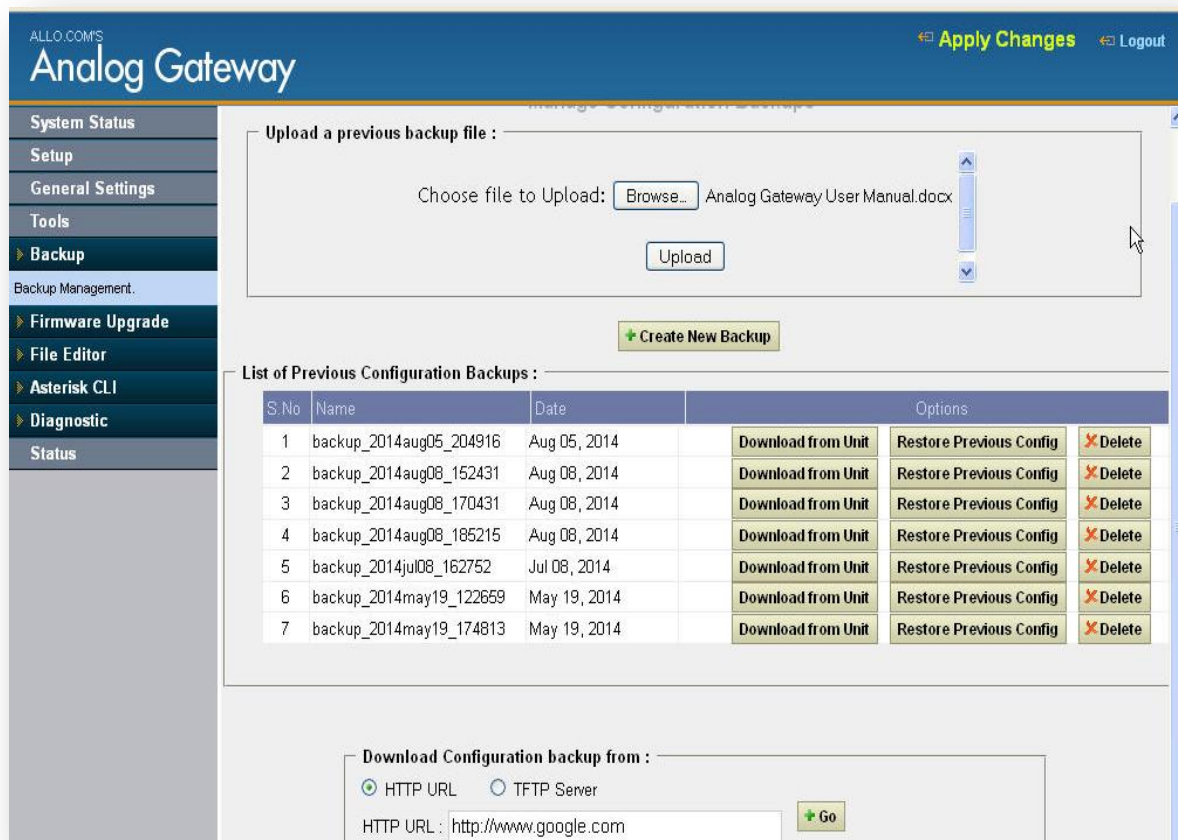 ALLO.COM'S
Analog Gateway
Apply Changes
Logout
System Status
Setup
General Settings
Tools
Backup
Backup Management.
Firmware Upgrade
File Editor
Asterisk CLI
Diagnostic
Status
Manage Configuration Backups
Upload a previous backup file :
Choose file to Upload: Browse... Analog Gateway User Manual.docx
Upload
Create New Backup
List of Previous Configuration Backups :
S.No Name Date Options
1 backup_2014aug05_204916 Aug 05, 2014 Download from Unit Restore Previous Config Delete
2 backup_2014aug08_152431 Aug 08, 2014 Download from Unit Restore Previous Config Delete
3 backup_2014aug08_170431 Aug 08, 2014 Download from Unit Restore Previous Config Delete
4 backup_2014aug08_185215 Aug 08, 2014 Download from Unit Restore Previous Config Delete
5 backup_2014jul08_162752 Jul 08, 2014 Download from Unit Restore Previous Config Delete
6 backup_2014may19_122659 May 19, 2014 Download from Unit Restore Previous Config Delete
7 backup_2014may19_174813 May 19, 2014 Download from Unit Restore Previous Config Delete
Download Configuration backup from :
HTTP URL TFTP Server
HTTP URL : http://www.google.com Go